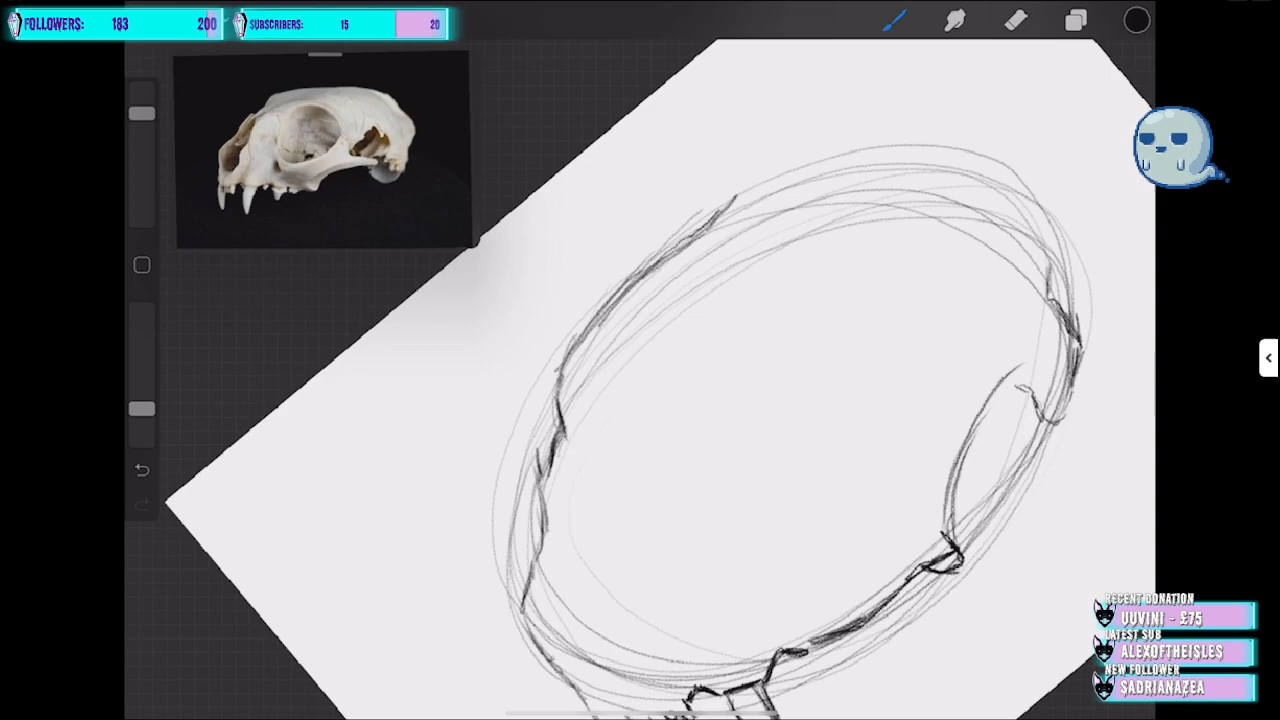 FOLLOWERS: 183 200
SUBSCRIBERS: 15 20
RECENT DONATION
UUVINI - £75
LATEST SUB
ALEXOFTHEISLES
NEW FOLLOWER
SADRIANAZEA